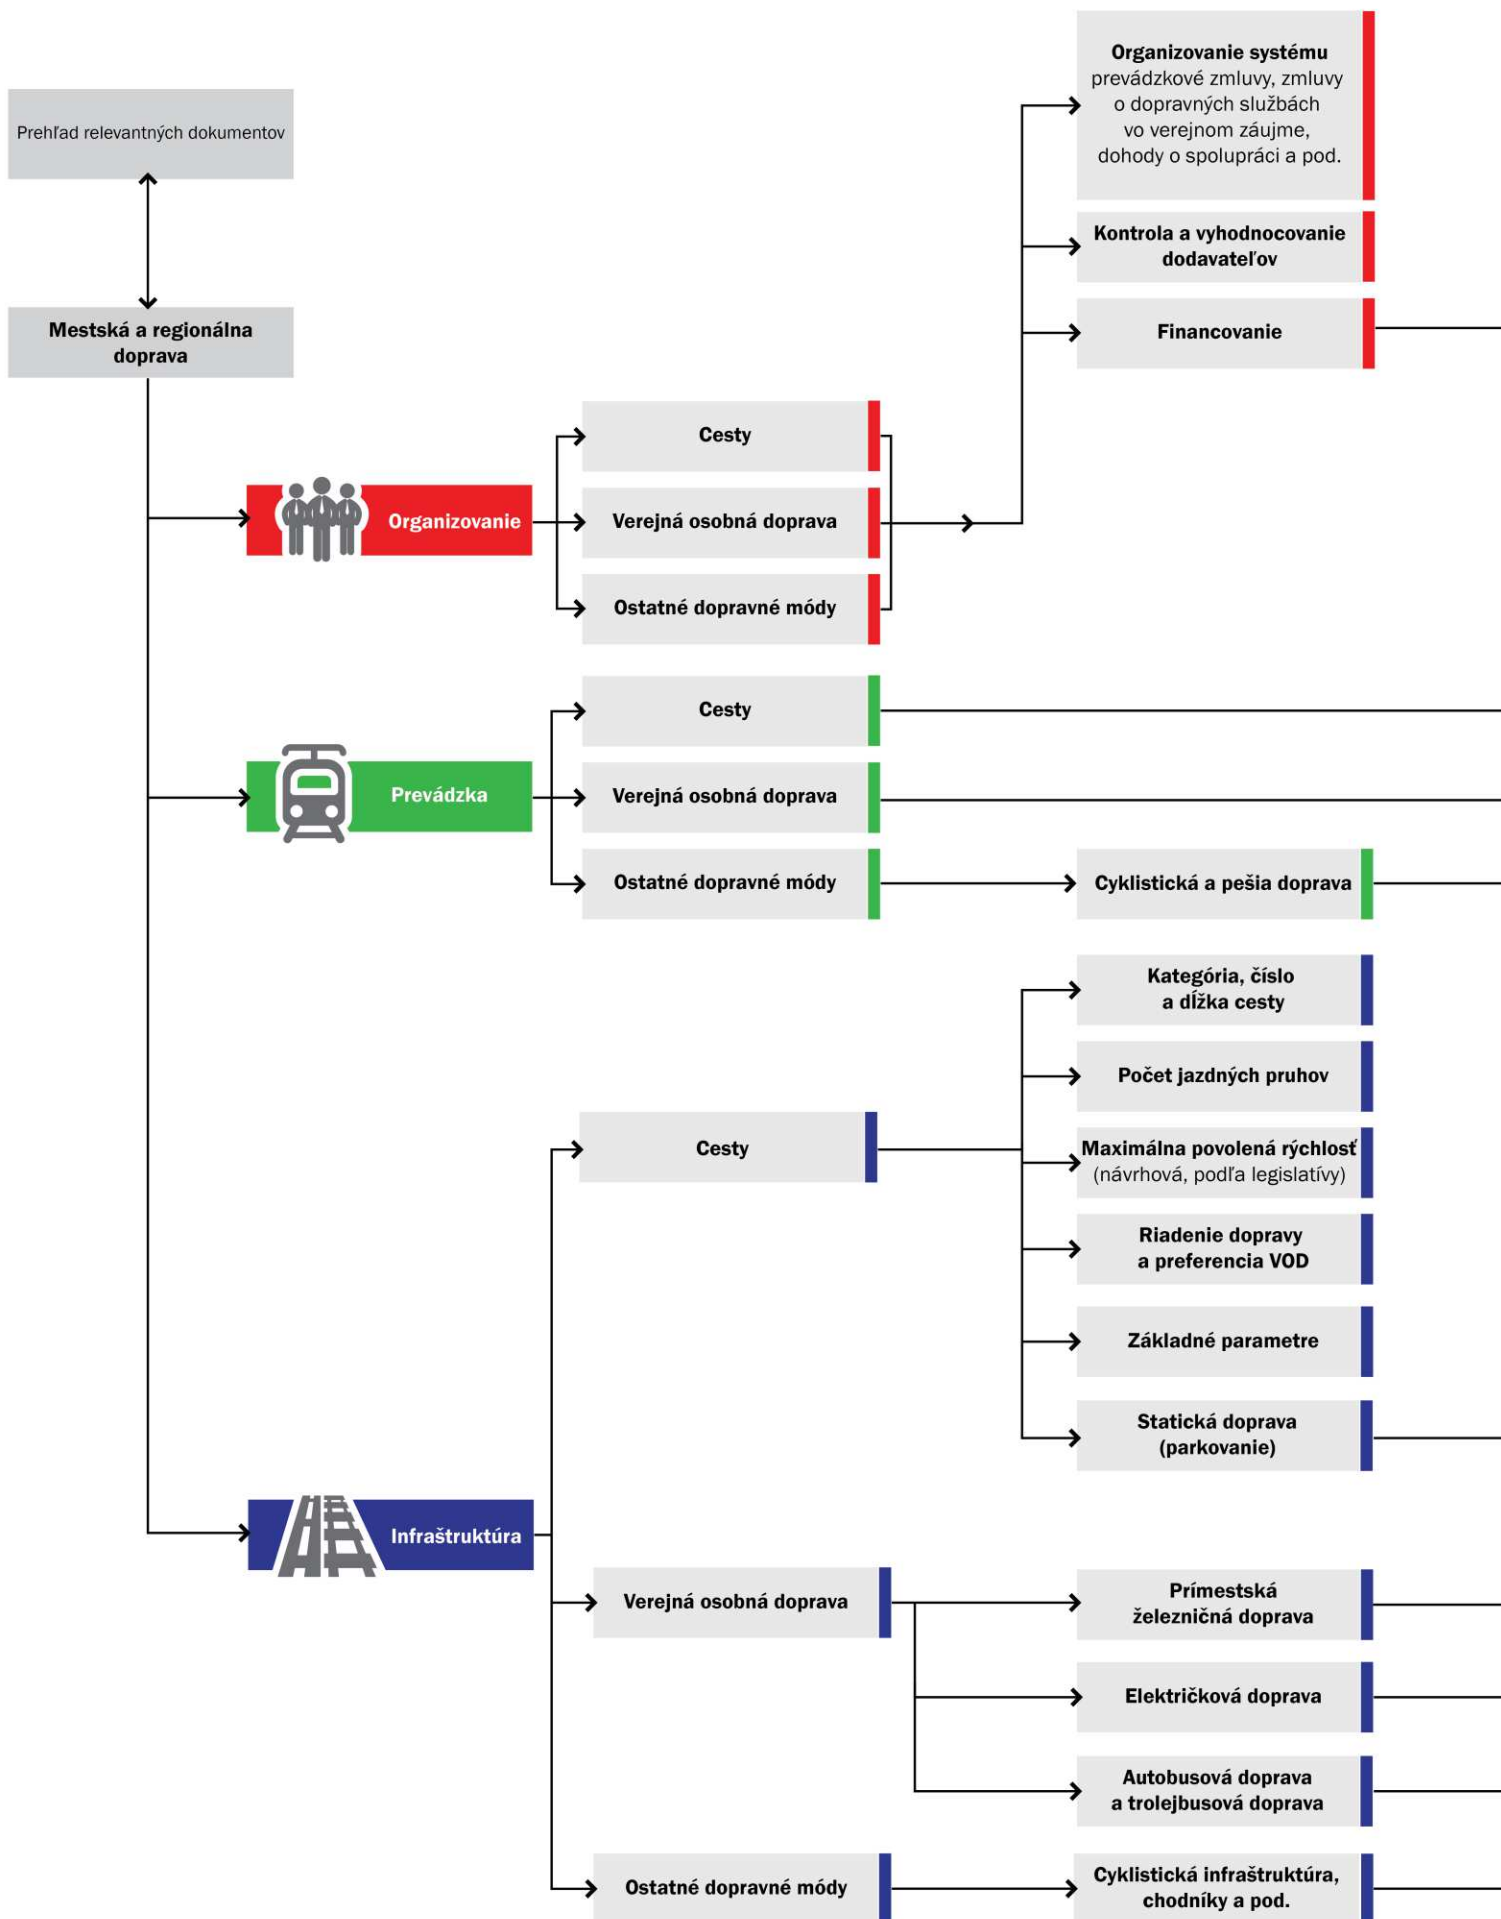 Prehľad relevantných dokumentov
Mestská a regionálna
doprava
Organizovanie
Cesty
Verejná osobná doprava
Ostatné dopravné módy
Organizovanie systému
prevádzkové zmluvy, zmluvy
o dopravných službách
vo verejnom záujme,
dohody o spolupráci a pod.
Kontrola a vyhodnocovanie
dodavateľov
Financovanie
Prevádzka
Cesty
Verejná osobná doprava
Ostatné dopravné módy
Cyklistická a pešia doprava
Infraštruktúra
Cesty
Kategória, číslo
a dĺžka cesty
Počet jazdných pruhov
Maximálna povolená rýchlosť
(návrhová, podľa legislatívy)
Riadenie dopravy
a preferencia VOD
Základné parametre
Statická doprava
(parkovanie)
Verejná osobná doprava
Prímestská
železničná doprava
Električková doprava
Autobusová doprava
a trolejbusová doprava
Ostatné dopravné módy
Cyklistická infraštruktúra,
chodníky a pod.